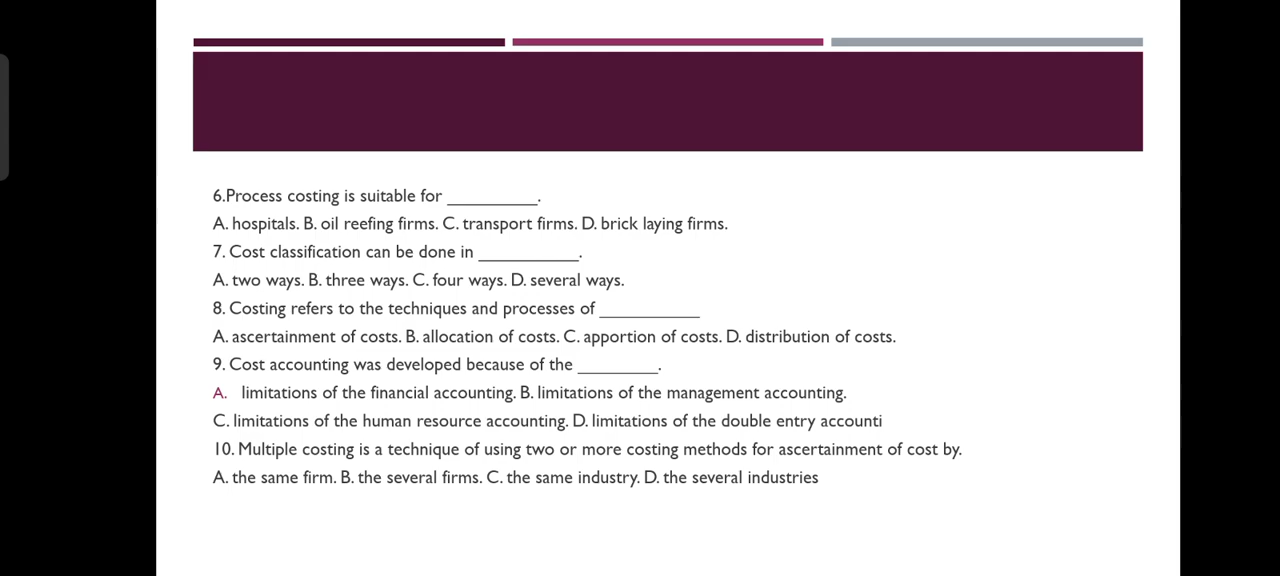 6.Process costing is suitable for __________.
A. hospitals. B. oil reefing firms. C. transport firms. D. brick laying firms.
7. Cost classification can be done in ___________.
A. two ways. B. three ways. C. four ways. D. several ways.
8. Costing refers to the techniques and processes of ___________
A. ascertainment of costs. B. allocation of costs. C. apportion of costs. D. distribution of costs.
9. Cost accounting was developed because of the _________.
A. limitations of the financial accounting. B. limitations of the management accounting.
C. limitations of the human resource accounting. D. limitations of the double entry accounti
10. Multiple costing is a technique of using two or more costing methods for ascertainment of cost by.
A. the same firm. B. the several firms. C. the same industry. D. the several industries